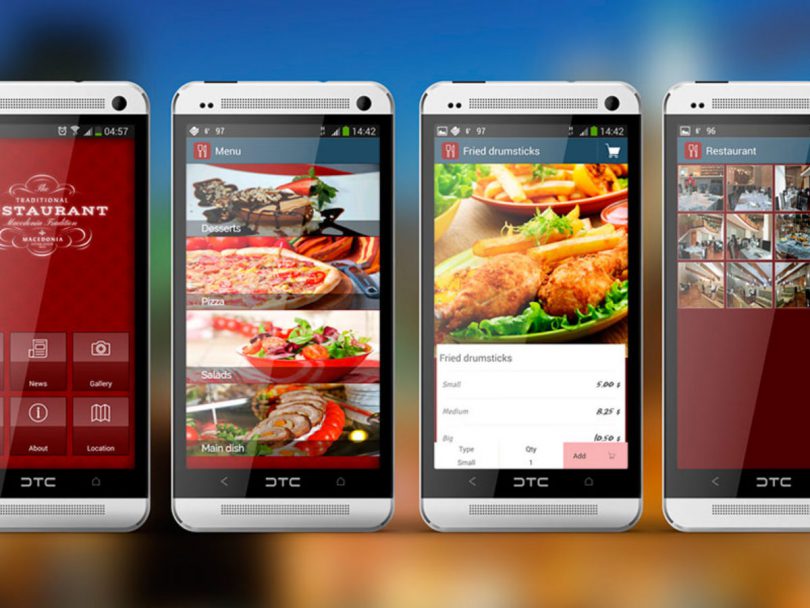 04:57
The
TRADITIONAL
STAURANT
Macedonia Tradition
MACEDONIA
News
Gallery
About
Location
DTC
97
14:42
Menu
Desserts
Pizza
Salads
Main dish
DTC
97
14:42
Fried drumsticks
Fried drumsticks
Small 5.00 $
Medium 8.25 $
Big 10.50 $
Type Qty Add
Small 1
DTC
96
Restaurant
DTC